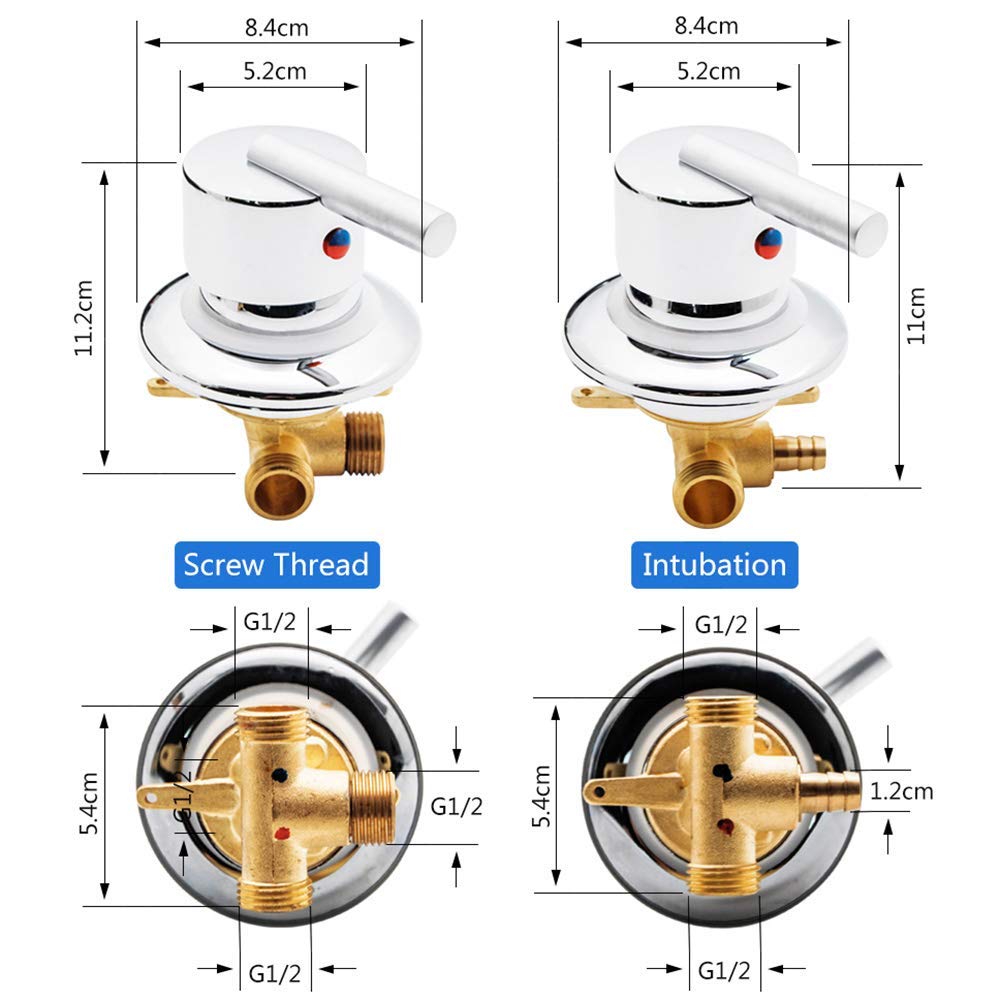 8.4cm
5.2cm
11.2cm
8.4cm
5.2cm
11cm
Screw Thread
Intubation
G1/2
5.4cm
G1/2
G1/2
G1/2
G1/2
5.4cm
1.2cm
G1/2